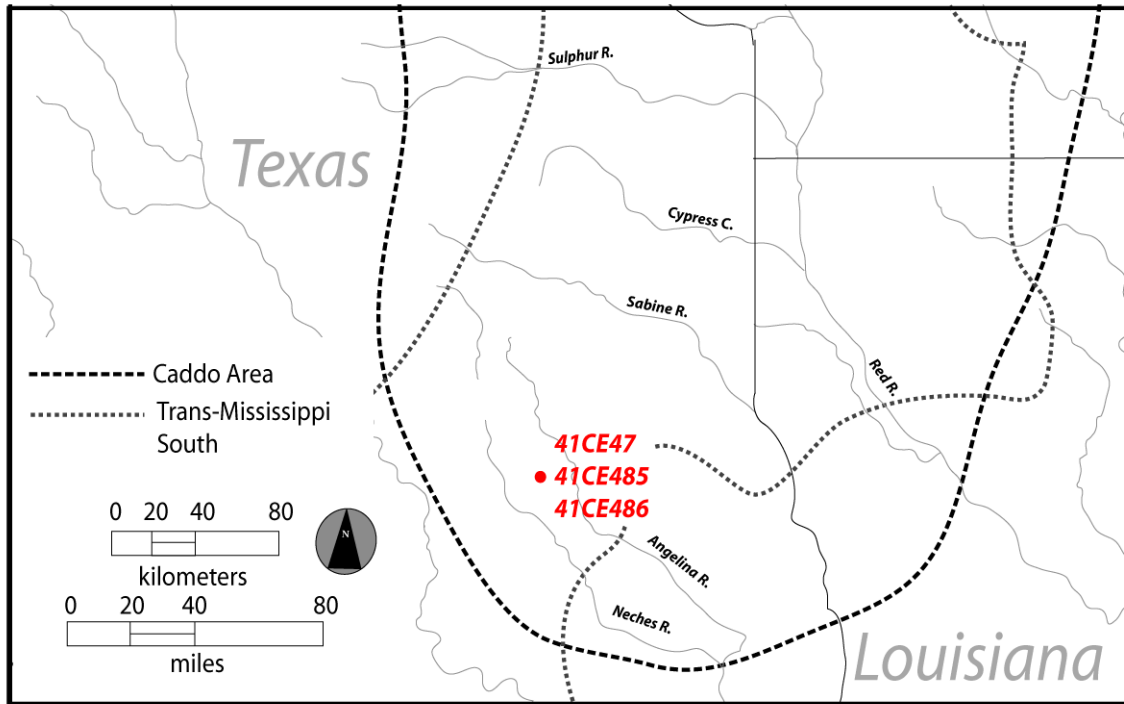 Sulphur R.
Texas
Cypress C.
Sabine R.
Caddo Area
Trans-Mississippi
South
Red R.
41CE47
41CE485
41CE486
0 20 40 80
kilometers
N
0 20 40 80
miles
Angelina R.
Neches R.
Louisiana